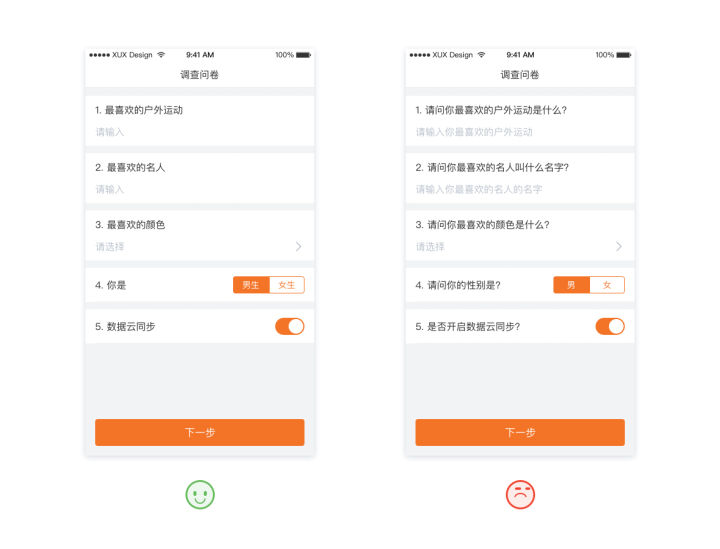 XUX Design 9:41 AM 100%
调查问卷
1. 最喜欢的户外运动
请输入
2. 最喜欢的名人
请输入
3. 最喜欢的颜色
请选择
4. 你是 男生 女生
5. 数据云同步
下一步
XUX Design 9:41 AM 100%
调查问卷
1. 请问你最喜欢的户外运动是什么?
请输入你最喜欢的户外运动
2. 请问你最喜欢的名人叫什么名字?
请输入你最喜欢的名人的名字
3. 请问你最喜欢的颜色是什么?
请选择
4. 请问你的性别是? 男 女
5. 是否开启数据云同步?
下一步